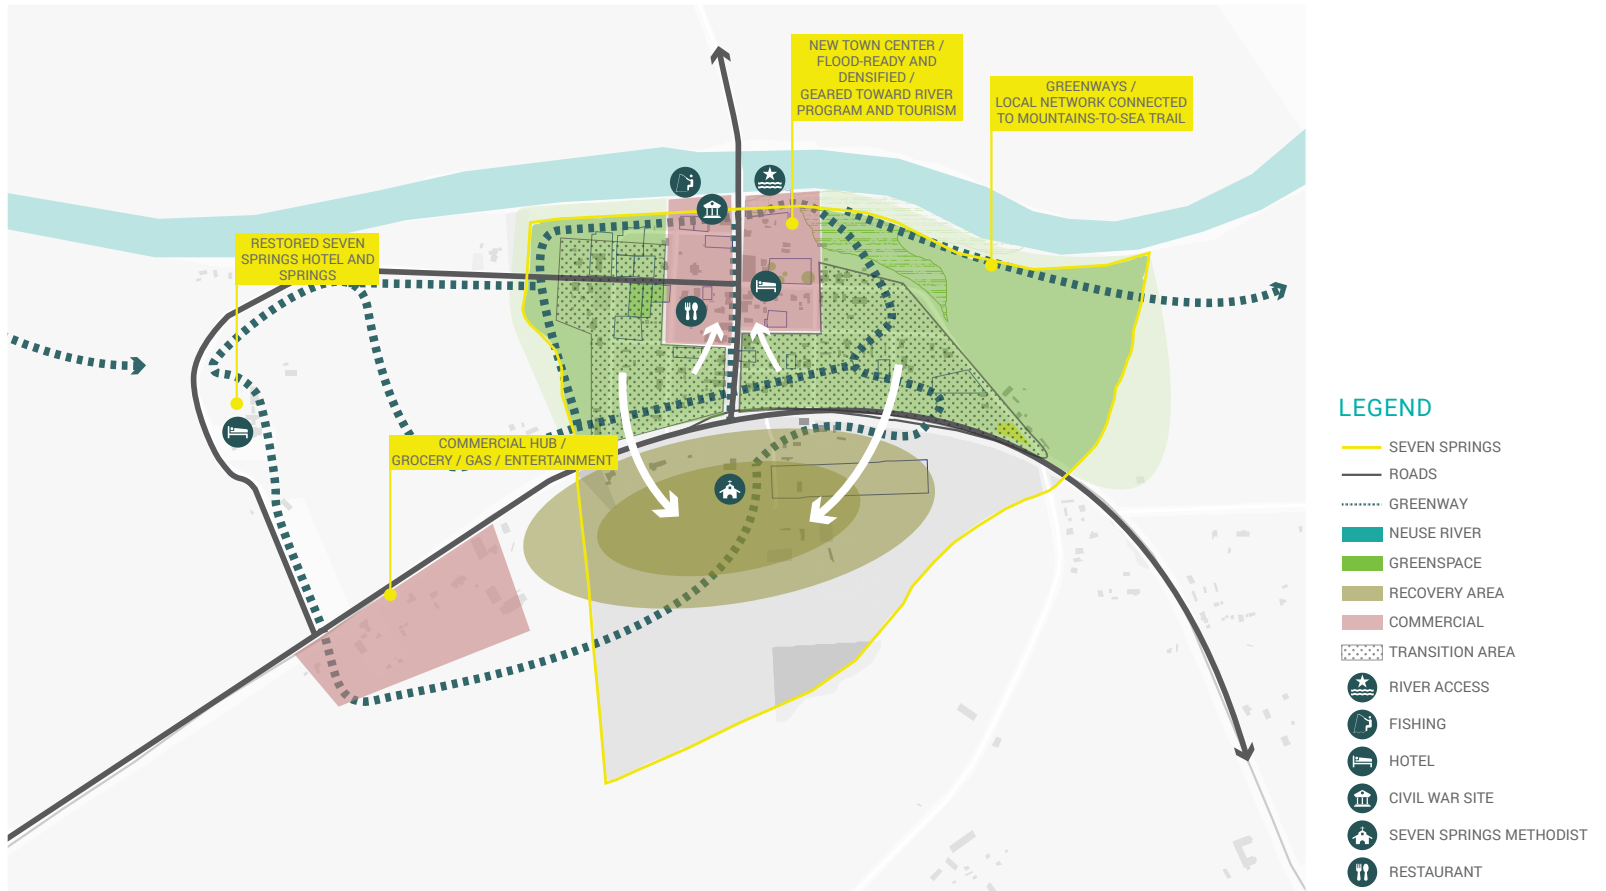 NEW TOWN CENTER /
FLOOD-READY AND
DENSIFIED /
GEARED TOWARD RIVER
PROGRAM AND TOURISM
GREENWAYS /
LOCAL NETWORK CONNECTED
TO MOUNTAINS-TO-SEA TRAIL
RESTORED SEVEN
SPRINGS HOTEL AND
SPRINGS
COMMERCIAL HUB /
GROCERY / GAS / ENTERTAINMENT
LEGEND
SEVEN SPRINGS
ROADS
GREENWAY
NEUSE RIVER
GREENSPACE
RECOVERY AREA
COMMERCIAL
TRANSITION AREA
RIVER ACCESS
FISHING
HOTEL
CIVIL WAR SITE
SEVEN SPRINGS METHODIST
RESTAURANT